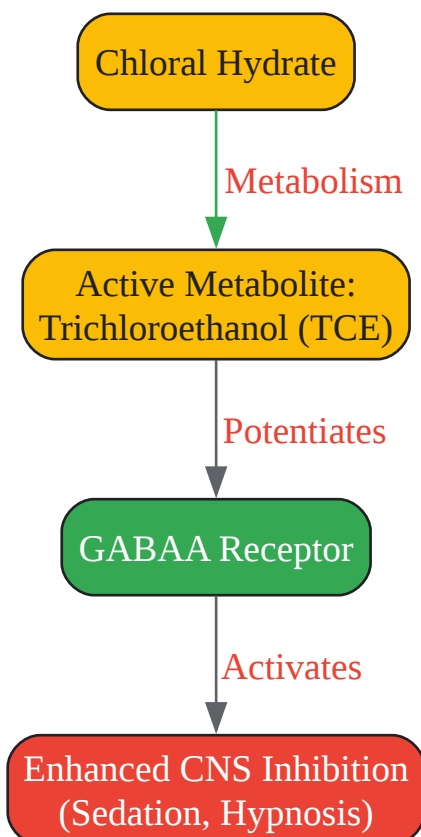 Chloral Hydrate
Metabolism
Active Metabolite:
Trichloroethanol (TCE)
Potentiates
GABAA Receptor
Activates
Enhanced CNS Inhibition
(Sedation, Hypnosis)